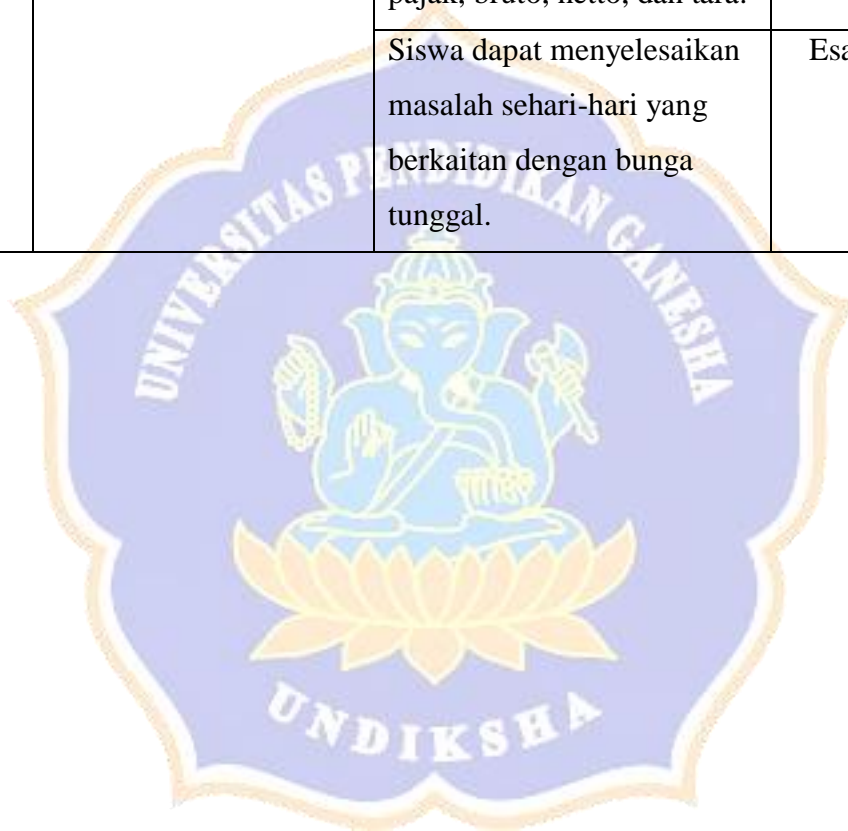 pajak, bruto, netto, dan tara.
Siswa dapat menyelesaikan
masalah sehari-hari yang
berkaitan dengan bunga
tunggal.
UNIVERSITAS PENDIDIKAN GANESHA
UNDIKSHA